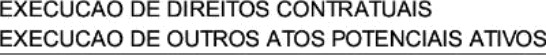 EXECUCAO DE DIREITOS CONTRATUAIS
EXECUCAO DE OUTROS ATOS POTENCIAIS ATIVOS